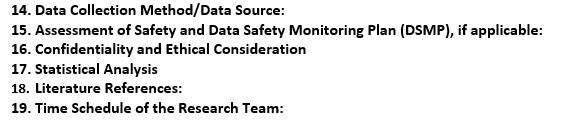 14. Data Collection Method/Data Source:
15. Assessment of Safety and Data Safety Monitoring Plan (DSMP), if applicable:
16. Confidentiality and Ethical Consideration
17. Statistical Analysis
18. Literature References:
19. Time Schedule of the Research Team: